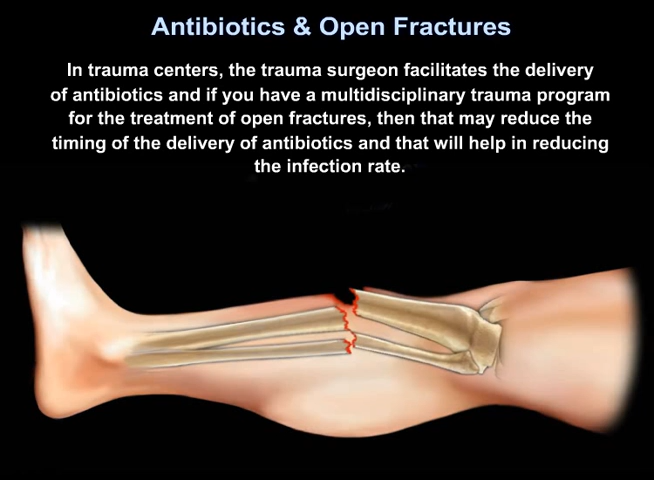 Antibiotics & Open Fractures
In trauma centers, the trauma surgeon facilitates the delivery
of antibiotics and if you have a multidisciplinary trauma program
for the treatment of open fractures, then that may reduce the
timing of the delivery of antibiotics and that will help in reducing
the infection rate.